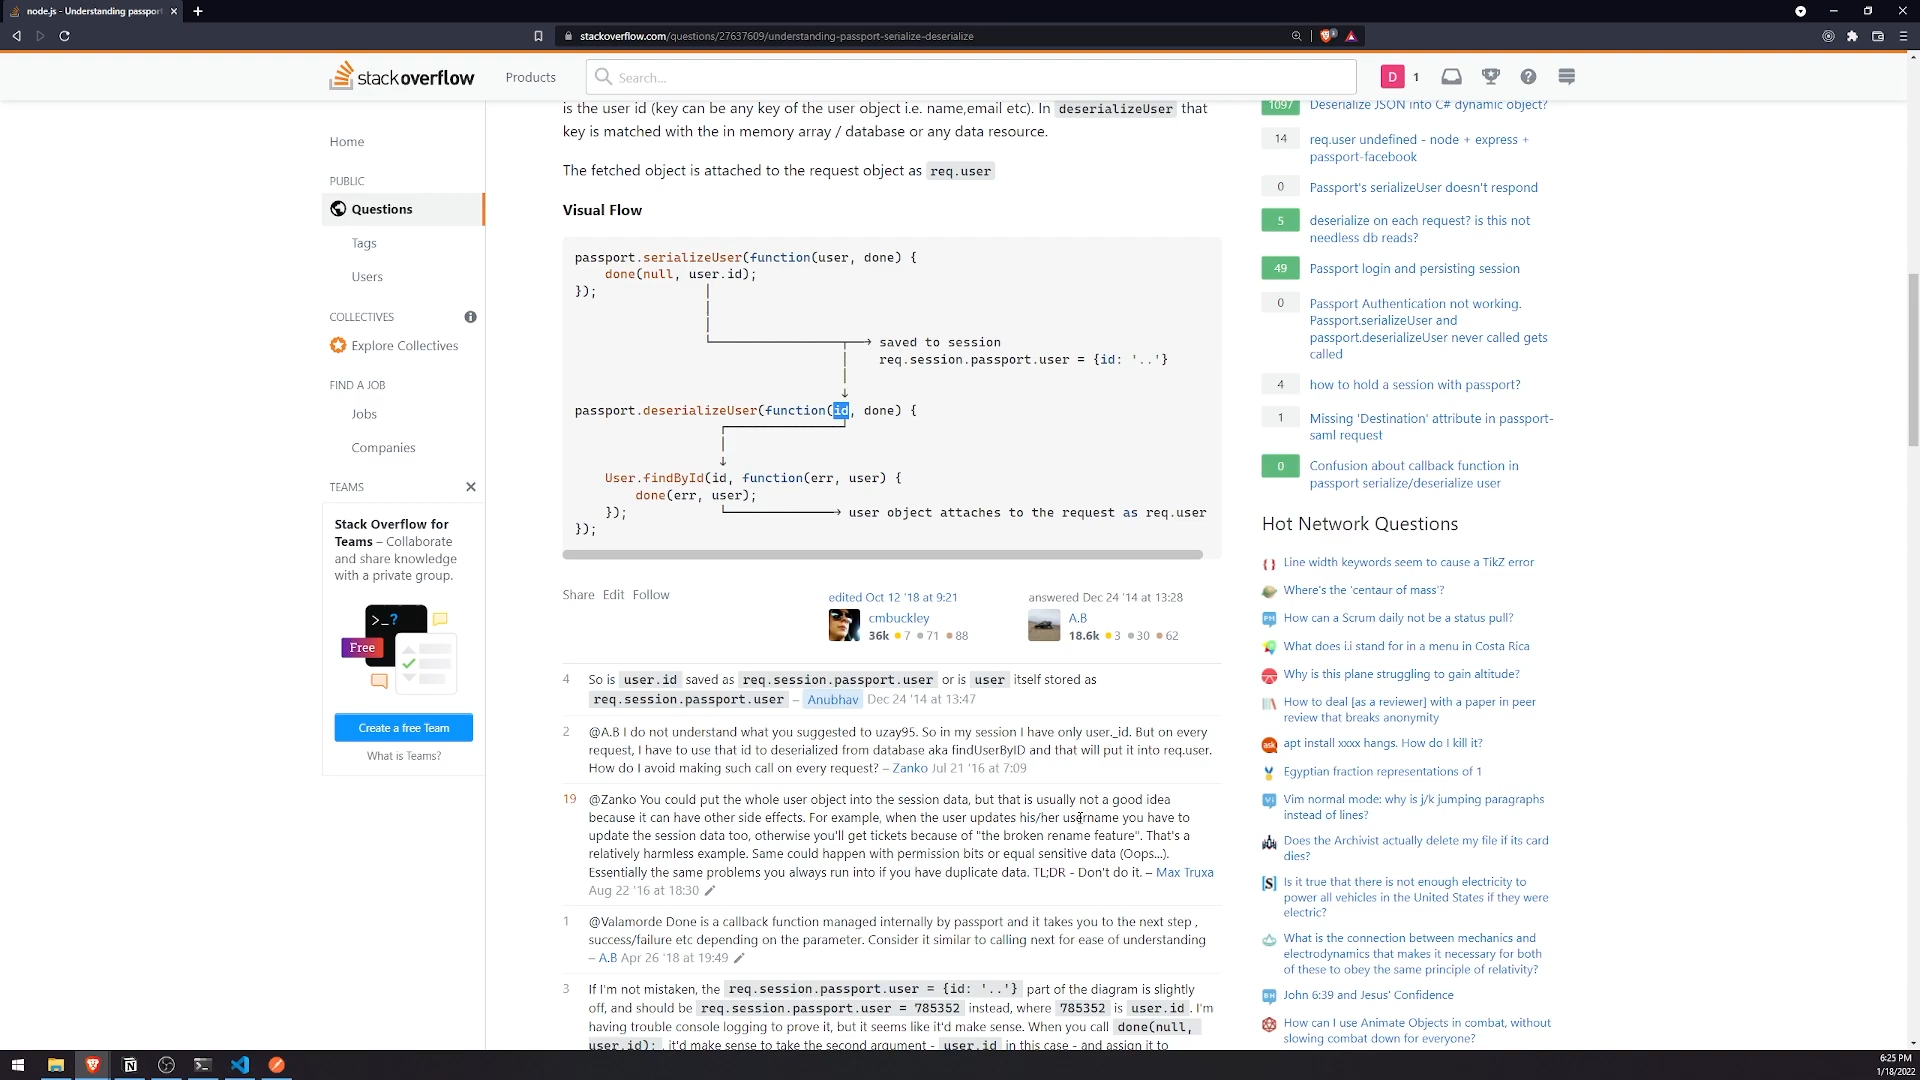 node.js - Understanding passport
stackoverflow.com/questions/27637609/understanding-passport-serialize-deserialize
stackoverflow
Products
Search...
D
1
Home
PUBLIC
Questions
Tags
Users
COLLECTIVES
Explore Collectives
FIND A JOB
Jobs
Companies
TEAMS
Stack Overflow for
Teams – Collaborate
and share knowledge
with a private group.
>_?
Free
Create a free Team
What is Teams?
is the user id (key can be any key of the user object i.e. name,email etc). In deserializeUser that
key is matched with the in memory array / database or any data resource.
The fetched object is attached to the request object as req.user
Visual Flow
passport.serializeUser(function(user, done) {
done(null, user.id);
});
saved to session
req.session.passport.user = {id: '..'}
passport.deserializeUser(function(id, done) {
User.findById(id, function(err, user) {
done(err, user);
});
user object attaches to the request as req.user
});
Share Edit Follow
edited Oct 12 '18 at 9:21
cmbuckley
36k 7 71 88
answered Dec 24 '14 at 13:28
A.B
18.6k 3 30 62
4 So is user.id saved as req.session.passport.user or is user itself stored as
req.session.passport.user – Anubhav Dec 24 '14 at 13:47
2 @A.B I do not understand what you suggested to uzay95. So in my session I have only user._id. But on every
request, I have to use that id to deserialized from database aka findUserByID and that will put it into req.user.
How do I avoid making such call on every request? – Zanko Jul 21 '16 at 7:09
19 @Zanko You could put the whole user object into the session data, but that is usually not a good idea
because it can have other side effects. For example, when the user updates his/her username you have to
update the session data too, otherwise you'll get tickets because of "the broken rename feature". That's a
relatively harmless example. Same could happen with permission bits or equal sensitive data (Oops...).
Essentially the same problems you always run into if you have duplicate data. TL;DR - Don't do it. – Max Truxa
Aug 22 '16 at 18:30
1 @Valamorde Done is a callback function managed internally by passport and it takes you to the next step ,
success/failure etc depending on the parameter. Consider it similar to calling next for ease of understanding
– A.B Apr 26 '18 at 19:49
3 If I'm not mistaken, the req.session.passport.user = {id: '..'} part of the diagram is slightly
off, and should be req.session.passport.user = 785352 instead, where 785352 is user.id. I'm
having trouble console logging to prove it, but it seems like it'd make sense. When you call done(null,
user.id);, it'd make sense to take the second argument - user.id in this case - and assign it to
1097 Deserialize JSON into C# dynamic object?
14 req.user undefined - node + express +
passport-facebook
0 Passport's serializeUser doesn't respond
5 deserialize on each request? is this not
needless db reads?
49 Passport login and persisting session
0 Passport Authentication not working.
Passport.serializeUser and
passport.deserializeUser never called gets
called
4 how to hold a session with passport?
1 Missing 'Destination' attribute in passport-
saml request
0 Confusion about callback function in
passport serialize/deserialize user
Hot Network Questions
Line width keywords seem to cause a TikZ error
Where's the 'centaur of mass'?
How can a Scrum daily not be a status pull?
What does i.i stand for in a menu in Costa Rica
Why is this plane struggling to gain altitude?
How to deal [as a reviewer] with a paper in peer
review that breaks anonymity
apt install xxxx hangs. How do I kill it?
Egyptian fraction representations of 1
Vim normal mode: why is j/k jumping paragraphs
instead of lines?
Does the Archivist actually delete my file if its card
dies?
Is it true that there is not enough electricity to
power all vehicles in the United States if they were
electric?
What is the connection between mechanics and
electrodynamics that makes it necessary for both
of these to obey the same principle of relativity?
John 6:39 and Jesus' Confidence
How can I use Animate Objects in combat, without
slowing combat down for everyone?
6:25 PM
1/18/2022